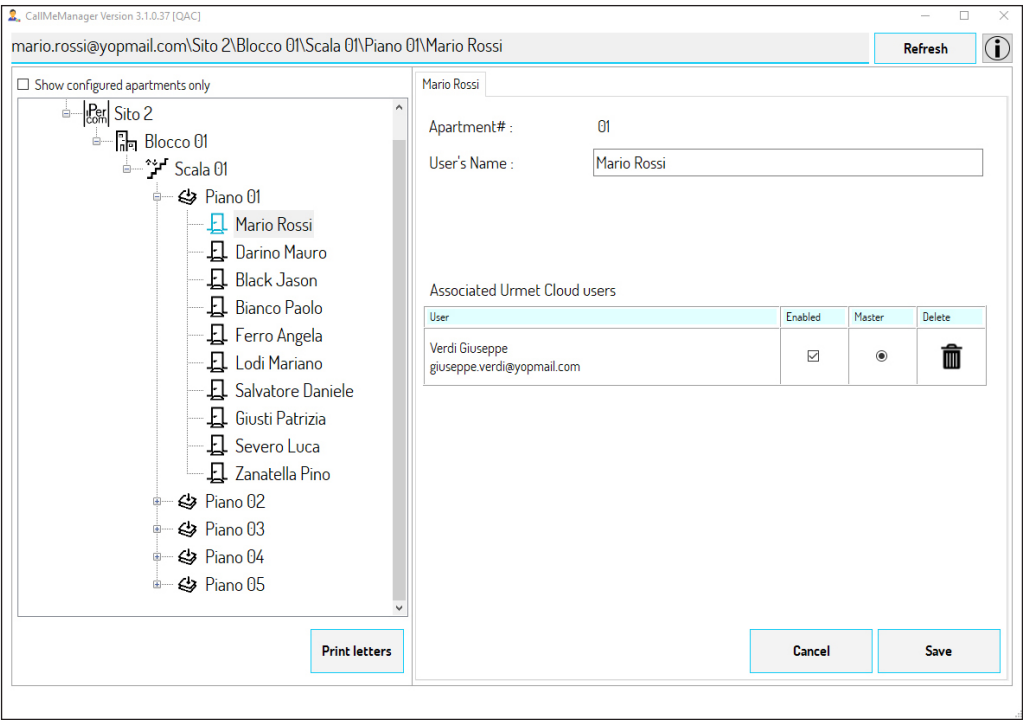 CallMeManager Version 3.1.0.37 [QAC]
mario.rossi@yopmail.com\Sito 2\Blocco 01\Scala 01\Piano 01\Mario Rossi
Refresh
Show configured apartments only
iPer com Sito 2
Blocco 01
Scala 01
Piano 01
Mario Rossi
Darino Mauro
Black Jason
Bianco Paolo
Ferro Angela
Lodi Mariano
Salvatore Daniele
Giusti Patrizia
Severo Luca
Zanatella Pino
Piano 02
Piano 03
Piano 04
Piano 05
Print letters
Mario Rossi
Apartment# : 01
User's Name : Mario Rossi
Associated Urmet Cloud users
User Enabled Master Delete
Verdi Giuseppe
giuseppe.verdi@yopmail.com
Cancel Save